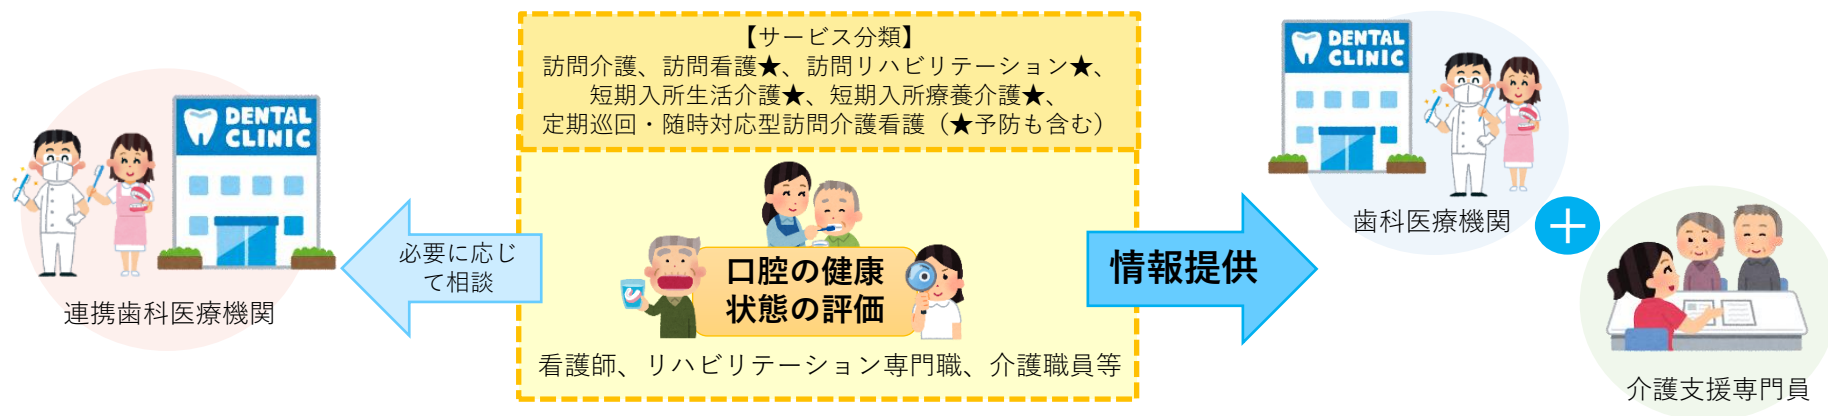 【サービス分類】
訪問介護、訪問看護★、訪問リハビリテーション★、
短期入所生活介護★、短期入所療養介護★、
定期巡回・随時対応型訪問介護看護（★予防も含む）
DENTAL
CLINIC
連携歯科医療機関
必要に応じ
て相談
口腔の健康
状態の評価
看護師、リハビリテーション専門職、介護職員等
情報提供
DENTAL
CLINIC
歯科医療機関
＋
介護支援専門員